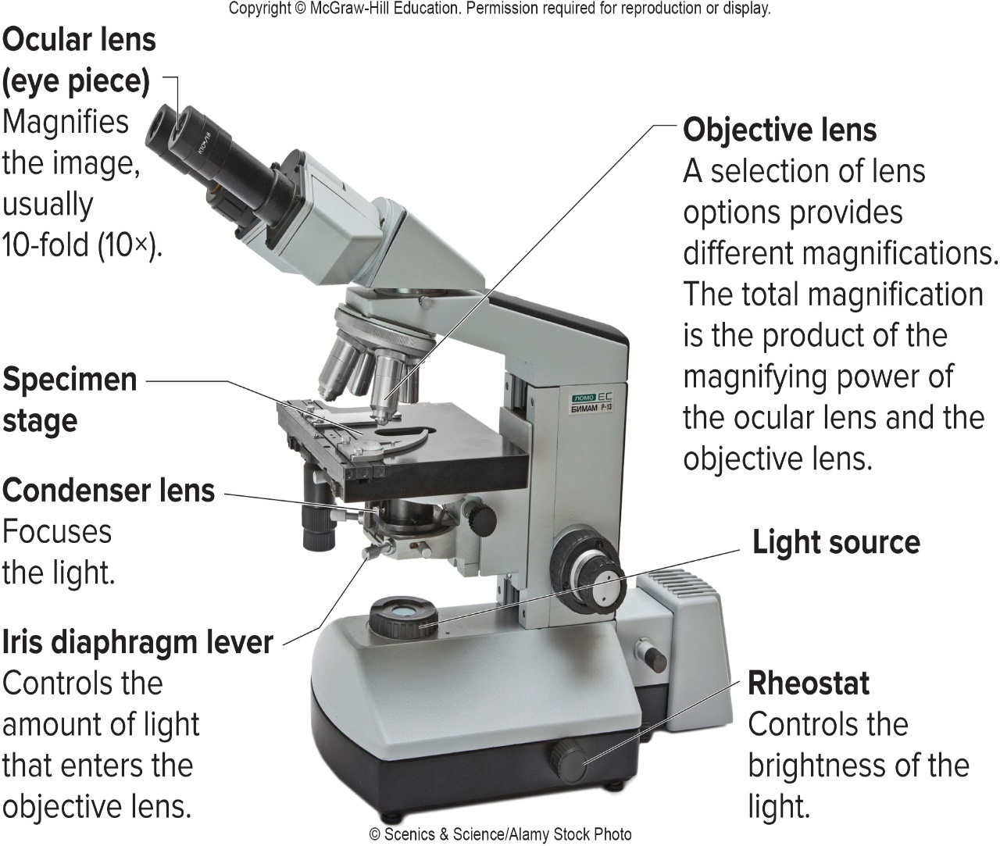 Copyright © McGraw-Hill Education. Permission required for reproduction or display.
Ocular lens
(eye piece)
Magnifies
the image,
usually
10-fold (10×).
K10×/18
Objective lens
A selection of lens
options provides
different magnifications.
The total magnification
is the product of the
magnifying power of
the ocular lens and the
objective lens.
Specimen
stage
ЛОМО ЕС
БИМАМ Р-13
Condenser lens
Focuses
the light.
Light source
Iris diaphragm lever
Controls the
amount of light
that enters the
objective lens.
Rheostat
Controls the
brightness of the
light.
© Scenics & Science/Alamy Stock Photo